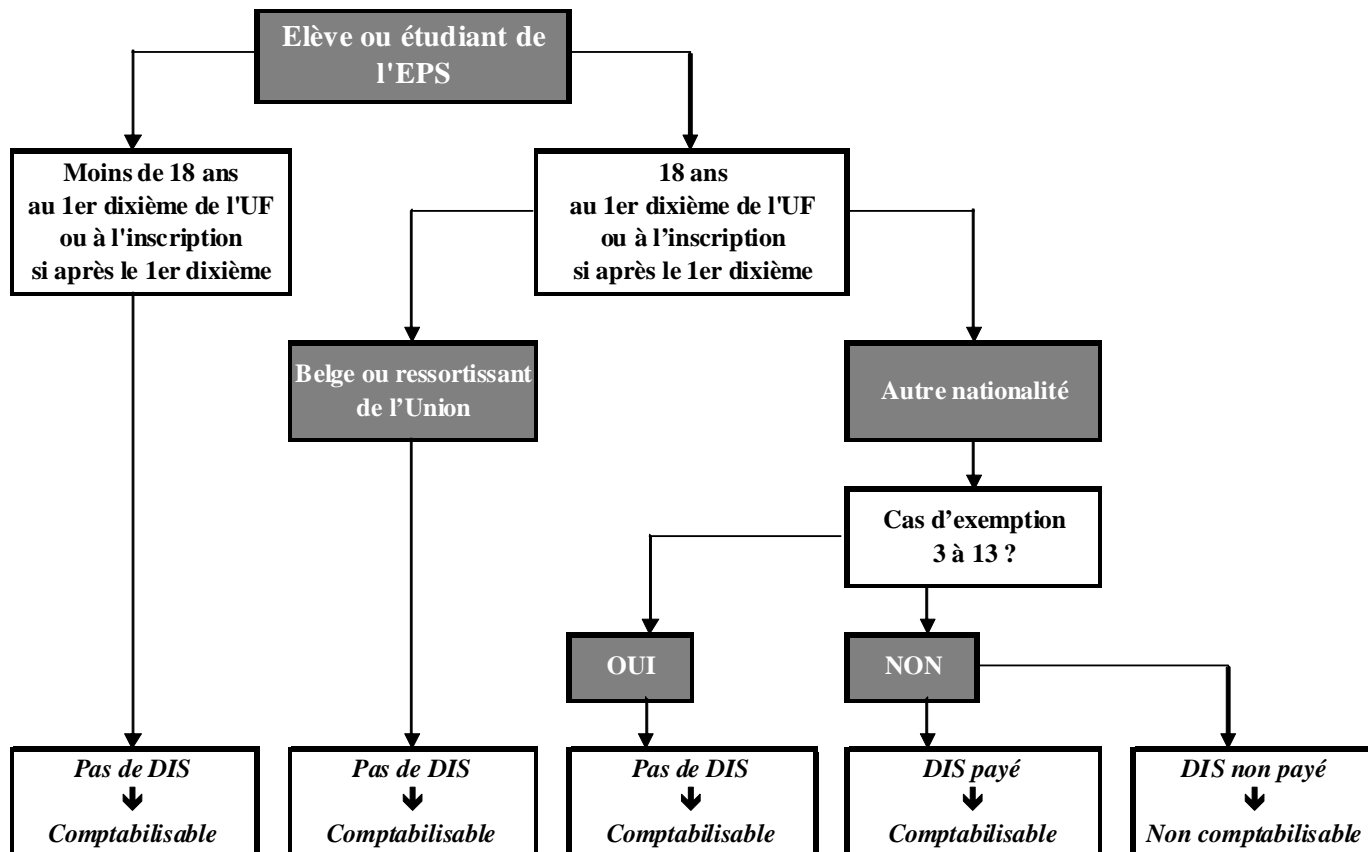 Elève ou étudiant de
l'EPS
Moins de 18 ans
au 1er dixième de l'UF
ou à l'inscription
si après le 1er dixième
18 ans
au 1er dixième de l'UF
ou à l’inscription
si après le 1er dixième
Belge ou ressortissant
de l’Union
Autre nationalité
Cas d’exemption
3 à 13 ?
OUI
NON
Pas de DIS
Comptabilisable
Pas de DIS
Comptabilisable
Pas de DIS
Comptabilisable
DIS payé
Comptabilisable
DIS non payé
Non comptabilisable